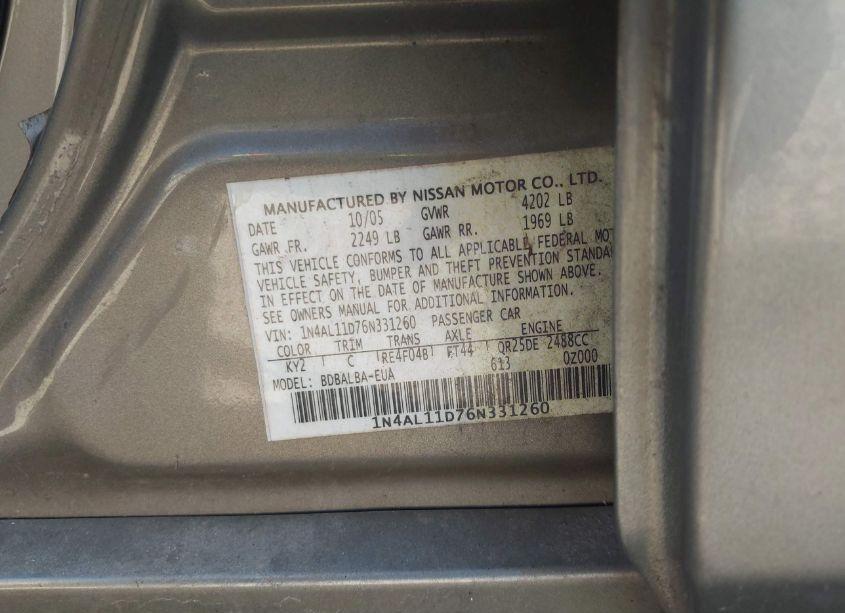 MANUFACTURED BY NISSAN MOTOR CO., LTD.
DATE 10/05 GVWR 4202 LB
GAWR FR. 2249 LB GAWR RR. 1969 LB
THIS VEHICLE CONFORMS TO ALL APPLICABLE FEDERAL MOT
VEHICLE SAFETY, BUMPER AND THEFT PREVENTION STANDA
IN EFFECT ON THE DATE OF MANUFACTURE SHOWN ABOVE.
SEE OWNERS MANUAL FOR ADDITIONAL INFORMATION.
VIN: 1N4AL11D76N331260 PASSENGER CAR
COLOR TRIM TRANS AXLE ENGINE
KY2 C RE4F04B FT44 QR25DE 2488CC
MODEL: BDBALBA-EUA 613 0Z000
1N4AL11D76N331260